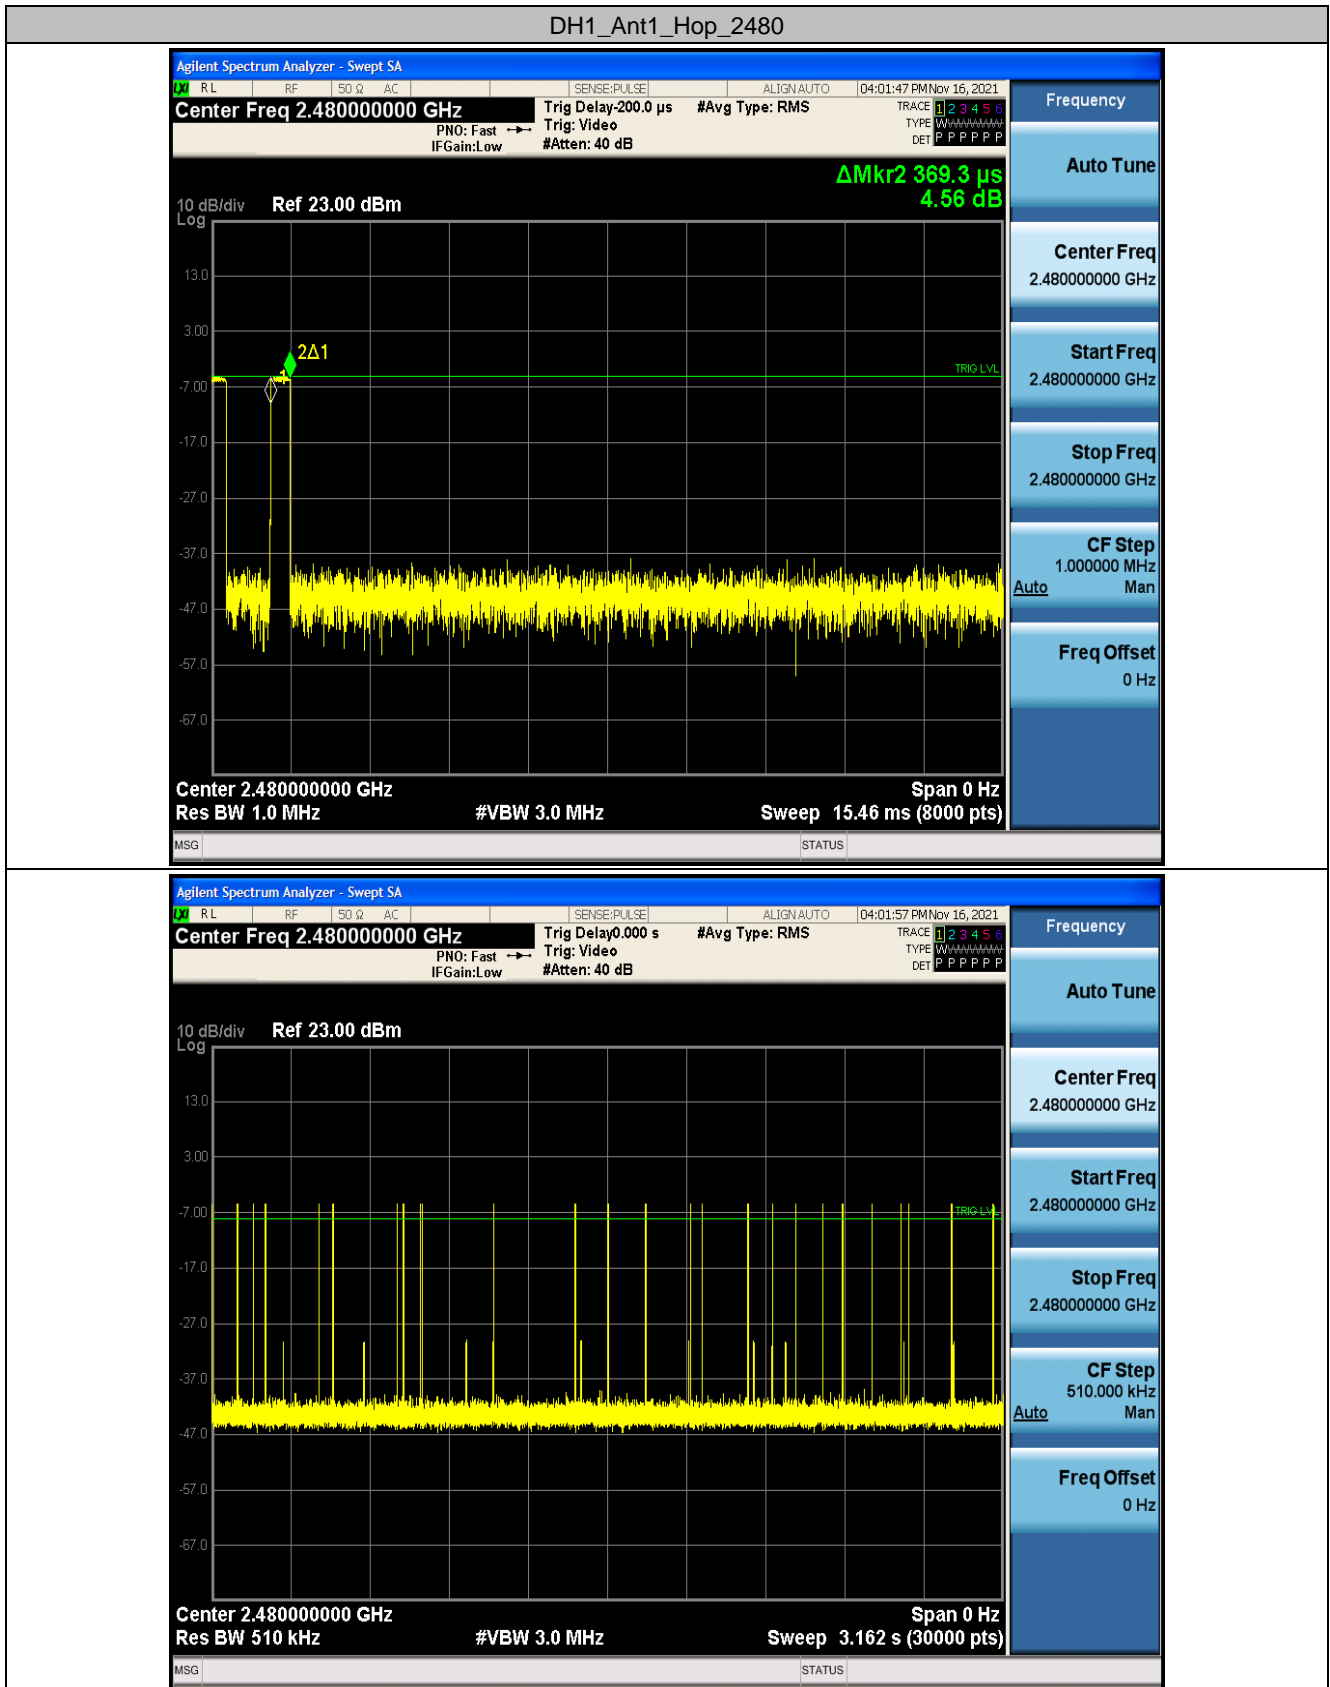 DH1_Ant1_Hop_2480
Agilent Spectrum Analyzer - Swept SA
LXI RL RF 50 Ω AC SENSE:PULSE ALIGN AUTO 04:01:47 PM Nov 16, 2021
Center Freq 2.480000000 GHz
PNO: Fast
IFGain:Low
Trig Delay-200.0 µs
Trig: Video
#Atten: 40 dB
#Avg Type: RMS
TRACE 1 2 3 4 5 6
TYPE WWWWWW
DET P P P P P P
ΔMkr2 369.3 µs
4.56 dB
10 dB/div Ref 23.00 dBm
Log
13.0
3.00
2Δ1
1
TRIG LVL
-7.00
-17.0
-27.0
-37.0
-47.0
-57.0
-67.0
Center 2.480000000 GHz Span 0 Hz
Res BW 1.0 MHz #VBW 3.0 MHz Sweep 15.46 ms (8000 pts)
MSG STATUS
Frequency
Auto Tune
Center Freq
2.480000000 GHz
Start Freq
2.480000000 GHz
Stop Freq
2.480000000 GHz
CF Step
1.000000 MHz
Auto Man
Freq Offset
0 Hz
Agilent Spectrum Analyzer - Swept SA
LXI RL RF 50 Ω AC SENSE:PULSE ALIGN AUTO 04:01:57 PM Nov 16, 2021
Center Freq 2.480000000 GHz
PNO: Fast
IFGain:Low
Trig Delay0.000 s
Trig: Video
#Atten: 40 dB
#Avg Type: RMS
TRACE 1 2 3 4 5 6
TYPE WWWWWW
DET P P P P P P
10 dB/div Ref 23.00 dBm
Log
13.0
3.00
-7.00
TRIG LVL
-17.0
-27.0
-37.0
-47.0
-57.0
-67.0
Center 2.480000000 GHz Span 0 Hz
Res BW 510 kHz #VBW 3.0 MHz Sweep 3.162 s (30000 pts)
MSG STATUS
Frequency
Auto Tune
Center Freq
2.480000000 GHz
Start Freq
2.480000000 GHz
Stop Freq
2.480000000 GHz
CF Step
510.000 kHz
Auto Man
Freq Offset
0 Hz